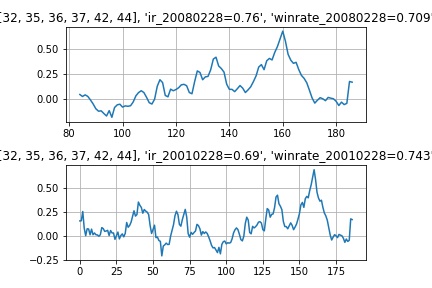 [32, 35, 36, 37, 42, 44], 'ir_20080228=0.76', 'winrate_20080228=0.709'
0.50
0.25
0.00
80 100 120 140 160 180
[32, 35, 36, 37, 42, 44], 'ir_20010228=0.69', 'winrate_20010228=0.743'
0.50
0.25
0.00
-0.25
0 25 50 75 100 125 150 175